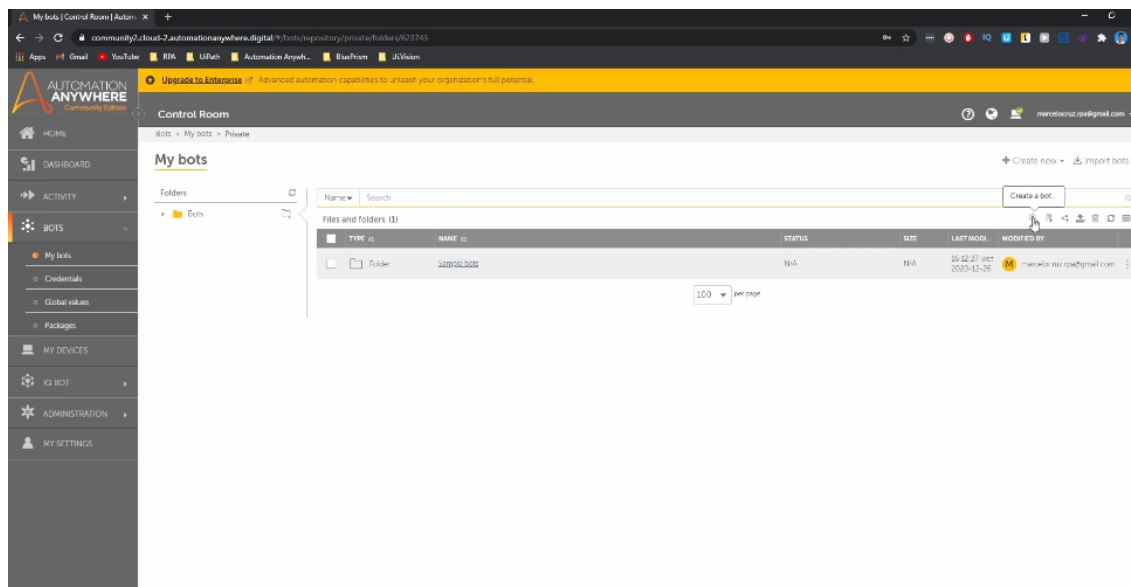 My bots | Control Room | Autom
community2.cloud-2.automationanywhere.digital/#/bots/repository/private/folders/623745
Apps Gmail YouTube RPA UiPath Automation Anywh... BluePrism UiVision
AUTOMATION ANYWHERE
Community Edition
Upgrade to Enterprise Advanced automation capabilities to unleash your organization's full potential.
Control Room
marcelocruz.rpa@gmail.com
HOME
DASHBOARD
ACTIVITY
BOTS
My bots
Credentials
Global values
Packages
MY DEVICES
IQ BOT
ADMINISTRATION
MY SETTINGS
Bots > My bots > Private
My bots
Create new
Import bots
Folders
Bots
Name Search
Create a bot...
Files and folders (1)
TYPE NAME STATUS SIZE LAST MODI... MODIFIED BY
Folder Sample bots N/A N/A 16:12:27 WET 2020-12-26 M marcelocruz.rpa@gmail.com
100 per page